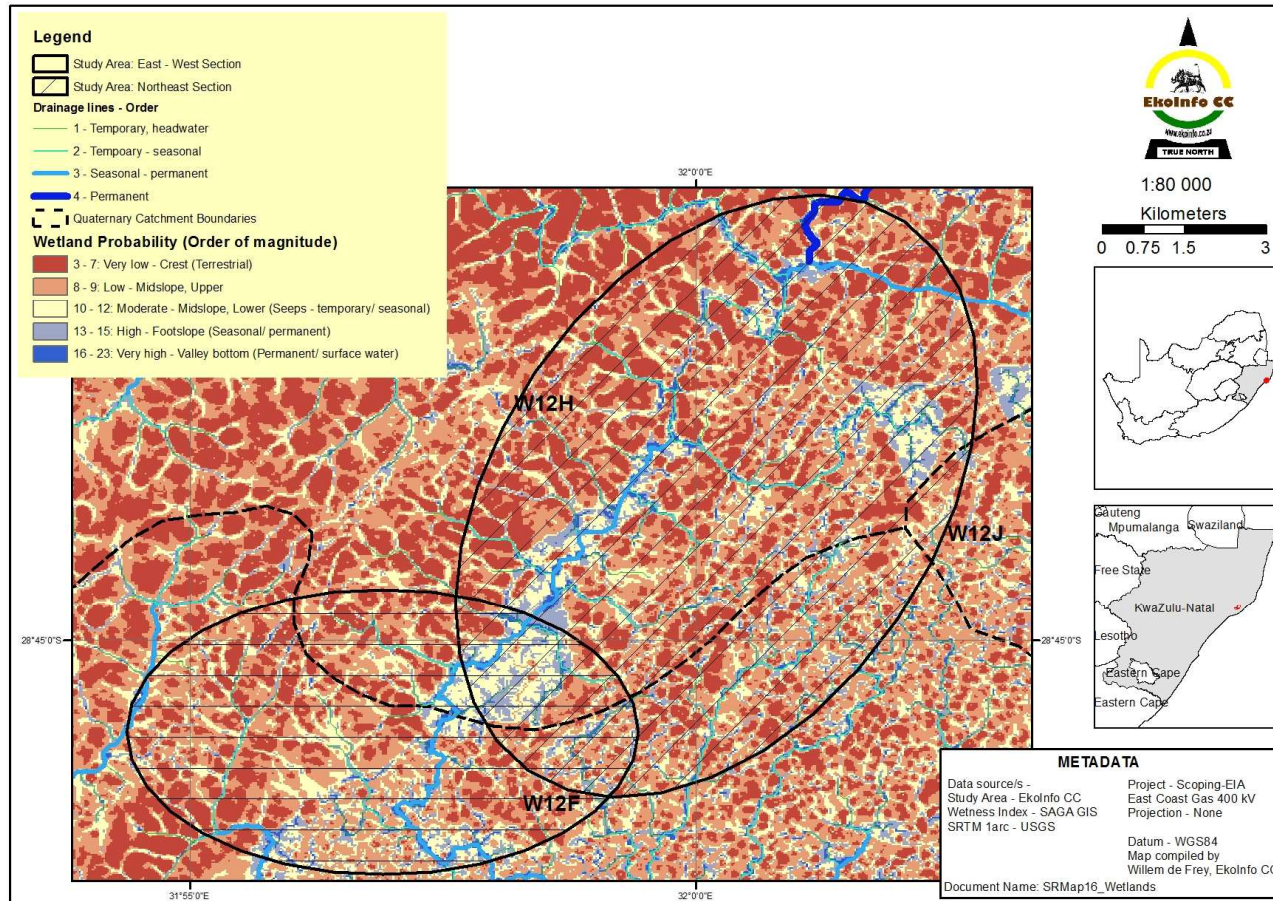 Legend
Study Area: East - West Section
Study Area: Northeast Section
Drainage lines - Order
1 - Temporary, headwater
2 - Tempoary - seasonal
3 - Seasonal - permanent
4 - Permanent
Quaternary Catchment Boundaries
Wetland Probability (Order of magnitude)
3 - 7: Very low - Crest (Terrestrial)
8 - 9: Low - Midslope, Upper
10 - 12: Moderate - Midslope, Lower (Seeps - temporary/ seasonal)
13 - 15: High - Footslope (Seasonal/ permanent)
16 - 23: Very high - Valley bottom (Permanent/ surface water)
32°0'0"E
W12H
W12J
28°45'0"S
28°45'0"S
W12F
31°55'0"E
32°0'0"E
EkoInfo CC
www.ekoinfo.co.za
TRUE NORTH
1:80 000
Kilometers
0 0.75 1.5 3
Gauteng
Mpumalanga
Swaziland
Free State
KwaZulu-Natal
Lesotho
Eastern Cape
Eastern Cape
METADATA
Data source/s -
Study Area - EkoInfo CC
Wetness Index - SAGA GIS
SRTM 1arc - USGS
Project - Scoping-EIA
East Coast Gas 400 kV
Projection - None
Datum - WGS84
Map compiled by
Willem de Frey, EkoInfo CC
Document Name: SRMap16_Wetlands